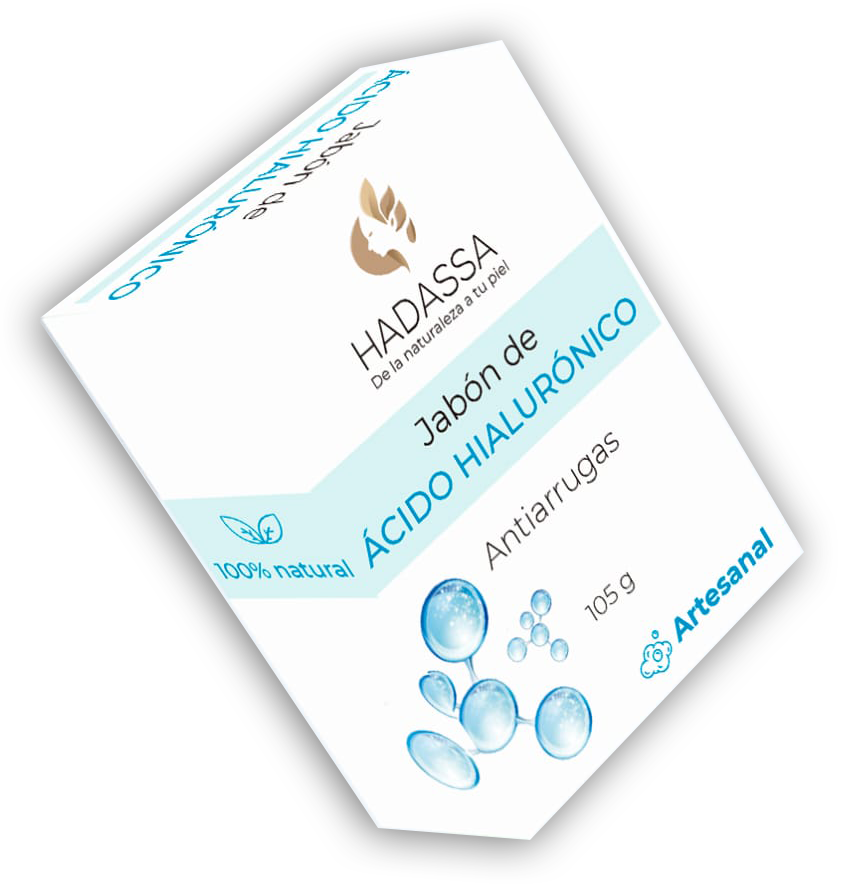 Jabón de
ÁCIDO HIALURÓNICO
HADASSA
De la naturaleza a tu piel
Jabón de
ÁCIDO HIALURÓNICO
100% natural
Antiarrugas
105 g
Artesanal